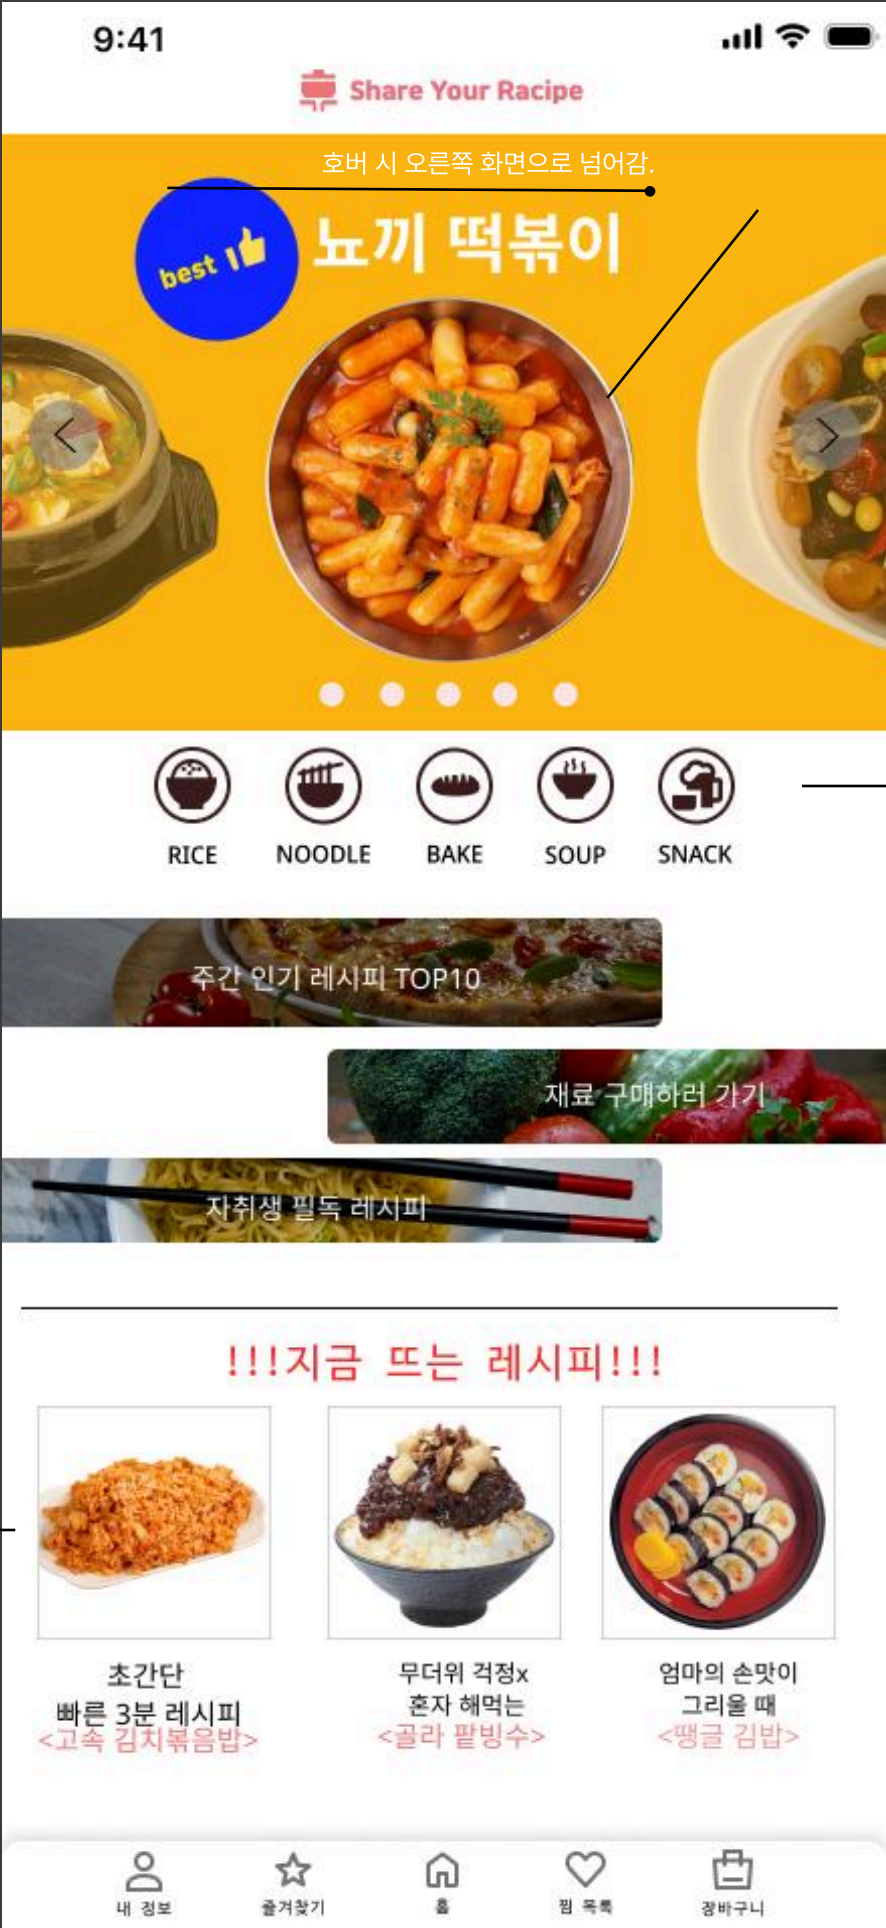 9:41
Share Your Racipe
호버 시 오른쪽 화면으로 넘어감.
best
뇨끼 떡볶이
RICE
NOODLE
BAKE
SOUP
SNACK
주간 인기 레시피 TOP10
재료 구매하러 가기
자취생 필독 레시피
!!!지금 뜨는 레시피!!!
초간단
빠른 3분 레시피
<고속 김치볶음밥>
무더위 걱정x
혼자 해먹는
<골라 팥빙수>
엄마의 손맛이
그리울 때
<땡글 김밥>
내 정보
즐겨찾기
홈
찜 목록
장바구니